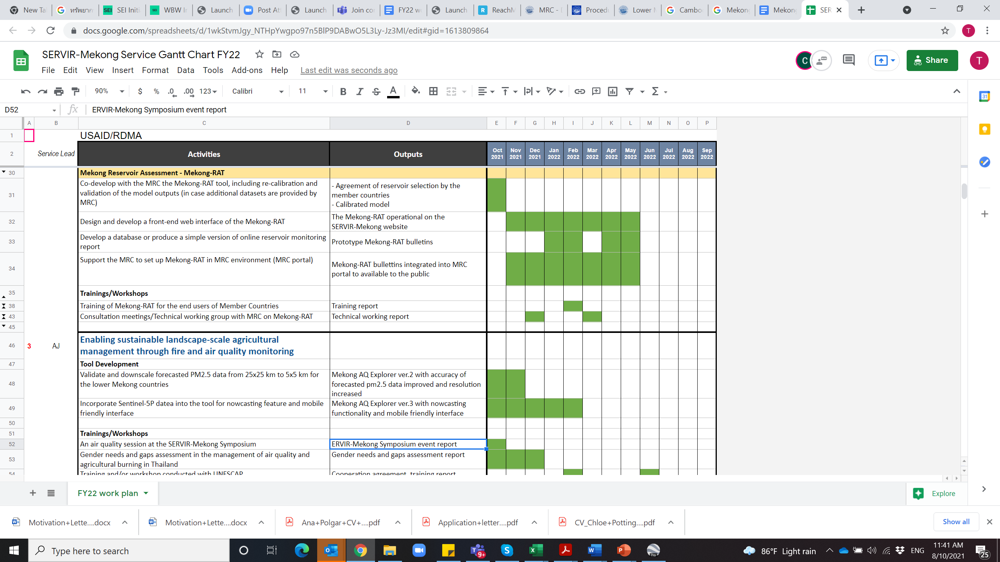 New Ta
ทรัพยาก
SEI Initi
WBW Ir
Launch
Post At
Launch
Join co
FY22 w
Launch
ReachM
MRC - 
Proced
Lower
Cambo
Mekong
Mekong
SER
docs.google.com/spreadsheets/d/1wkStvmJgy_NTHpYwgpo97n5BlP9DABwO5L3Ly-Jz3MI/edit#gid=1613809864
T
SERVIR-Mekong Service Gantt Chart FY22
File Edit View Insert Format Data Tools Add-ons Help Last edit was seconds ago
C
Share
T
90% $ % .0 .00 123 Calibri 11 B I S A
D52 fx ERVIR-Mekong Symposium event report
A B C D E F G H I J K L M N O P
1 USAID/RDMA
2 Service Lead Activities Outputs
Oct Nov Dec Jan Feb Mar Apr May Jun Jul Aug Sep
2021 2021 2021 2022 2022 2022 2022 2022 2022 2022 2022 2022
30 Mekong Reservoir Assessment - Mekong-RAT
31
Co-develop with the MRC the Mekong-RAT tool, including re-calibration and
validation of the model outputs (in case additional datasets are provided by
MRC)
- Agreement of reservoir selection by the
member countries
- Calibrated model
32 Design and develop a front-end web interface of the Mekong-RAT
The Mekong-RAT operational on the
SERVIR-Mekong website
33
Develop a database or produce a simple version of online reservoir monitoring
report
Prototype Mekong-RAT bulletins
34
Support the MRC to set up Mekong-RAT in MRC environment (MRC portal)
Mekong-RAT bullettins integrated into MRC
portal to available to the public
35 Trainings/Workshops
38 Training of Mekong-RAT for the end users of Member Countries Training report
43 Consultation meetings/Technical working group with MRC on Mekong-RAT Technical working report
45
46 3 AJ
Enabling sustainable landscape-scale agricultural
management through fire and air quality monitoring
47 Tool Development
48
Validate and downscale forecasted PM2.5 data from 25x25 km to 5x5 km for
the lower Mekong countries
Mekong AQ Explorer ver.2 with accuracy of
forecasted pm2.5 data improved and resolution
increased
49
Incorporate Sentinel-5P datea into the tool for nowcasting feature and mobile
friendly interface
Mekong AQ Explorer ver.3 with nowcasting
functionality and mobile friendly interface
50
51 Trainings/Workshops
52 An air quality session at the SERVIR-Mekong Symposium ERVIR-Mekong Symposium event report
53
Gender needs and gaps assessment in the management of air quality and
agricultural burning in Thailand
Gender needs and gaps assessment report
54 Training and/or workshop conducted with UNESCAP Cooperation agreement, training report
FY22 work plan
Explore
Motivation+Lette....docx
Motivation+Lette....docx
Ana+Polgar+CV+....pdf
Application+letter....pdf
CV_Chloe+Potting....pdf
Show all
Type here to search
9+
86°F Light rain
ENG
11:41 AM
8/10/2021
25